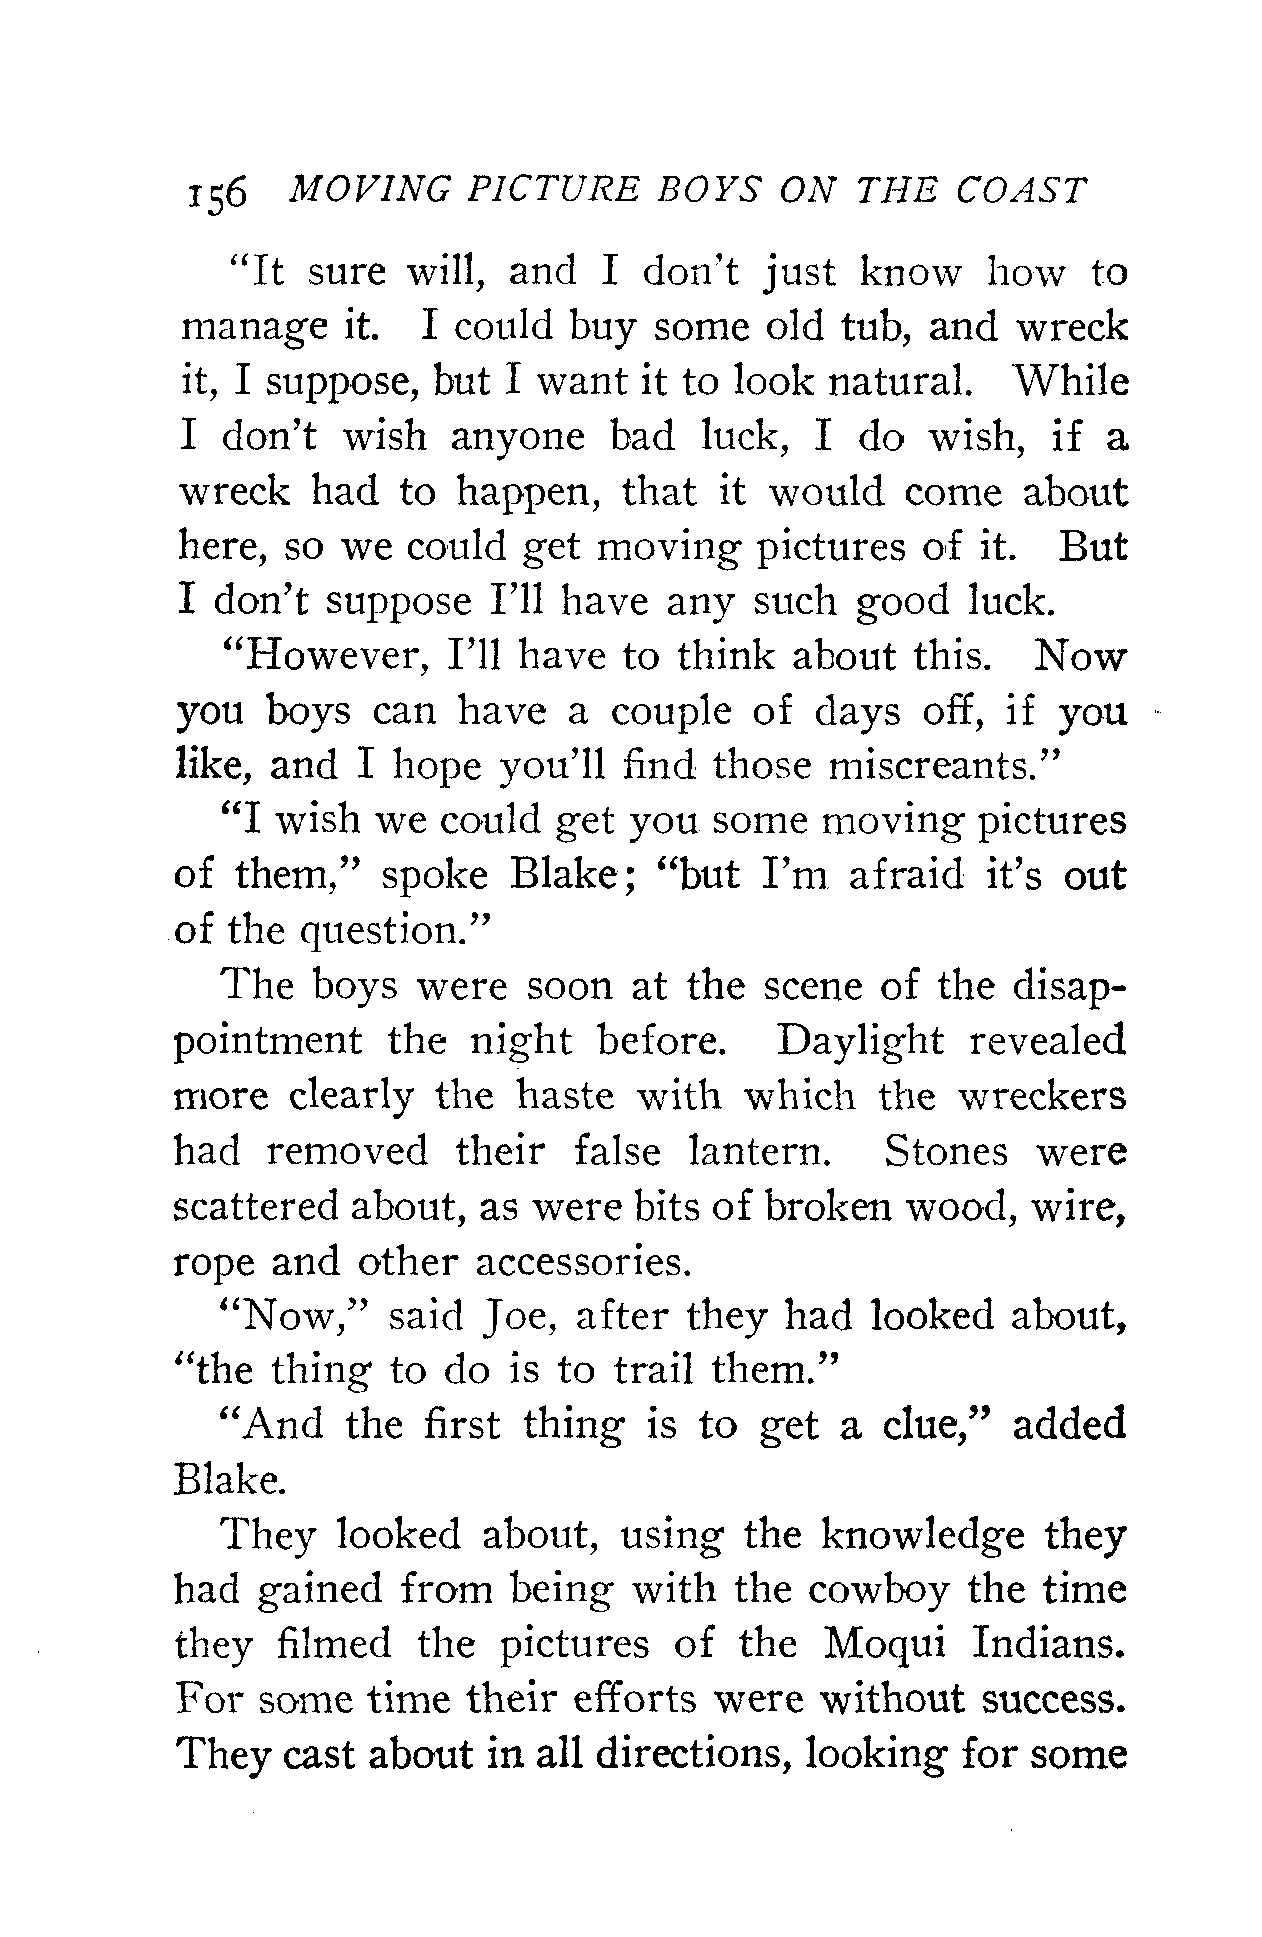 156 MOVING PICTURE BOYS ON THE COAST
"It sure will, and I don't just know how to
manage it. I could buy some old tub, and wreck
it, I suppose, but I want it to look natural. While
I don't wish anyone bad luck, I do wish, if a
wreck had to happen, that it would come about
here, so we could get moving pictures of it. But
I don't suppose I'll have any such good luck.
"However, I'll have to think about this. Now
you boys can have a couple of days off, if you
like, and I hope you'll find those miscreants."
"I wish we could get you some moving pictures
of them," spoke Blake; "but I'm afraid it's out
of the question."
The boys were soon at the scene of the disap-
pointment the night before. Daylight revealed
more clearly the haste with which the wreckers
had removed their false lantern. Stones were
scattered about, as were bits of broken wood, wire,
rope and other accessories.
"Now," said Joe, after they had looked about,
"the thing to do is to trail them."
"And the first thing is to get a clue," added
Blake.
They looked about, using the knowledge they
had gained from being with the cowboy the time
they filmed the pictures of the Moqui Indians.
For some time their efforts were without success.
They cast about in all directions, looking for some